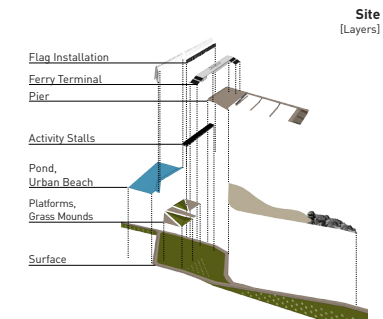 Site
[Layers]
Flag Installation
Ferry Terminal
Pier
Activity Stalls
Pond,
Urban Beach
Platforms,
Grass Mounds
Surface